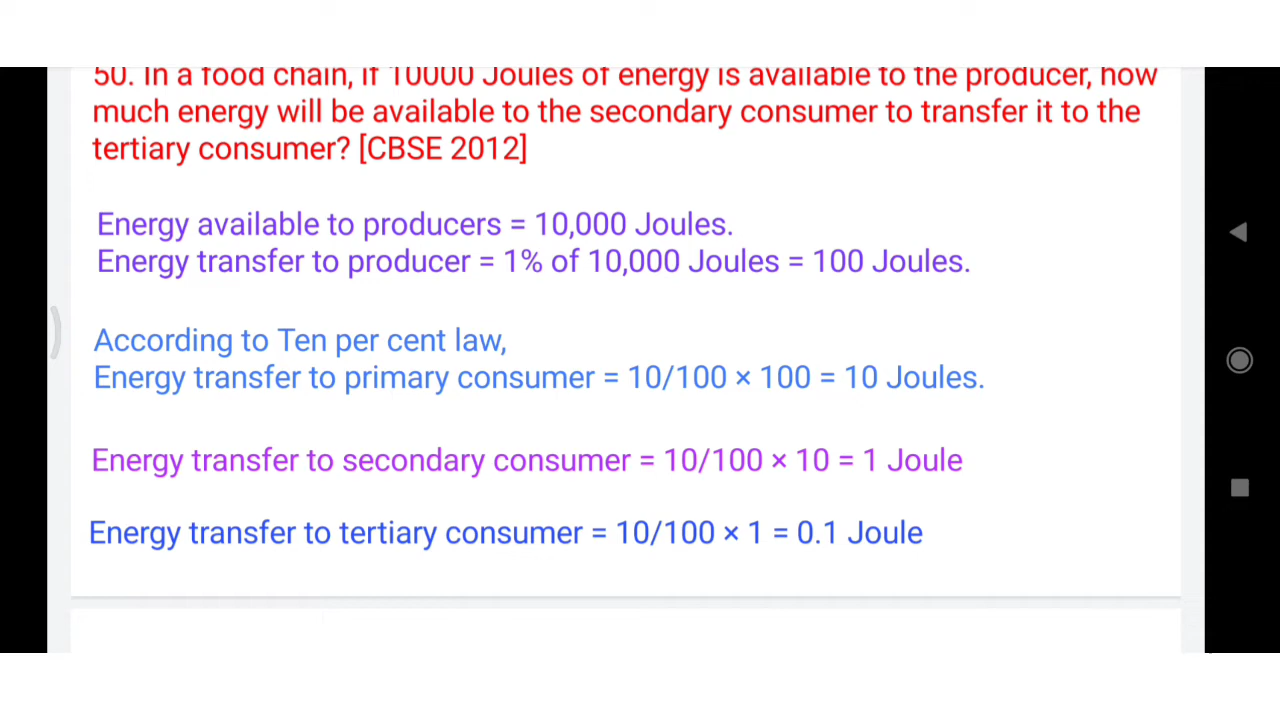 50. In a food chain, if 10000 Joules of energy is available to the producer, how
much energy will be available to the secondary consumer to transfer it to the
tertiary consumer? [CBSE 2012]
Energy available to producers = 10,000 Joules.
Energy transfer to producer = 1% of 10,000 Joules = 100 Joules.
According to Ten per cent law,
Energy transfer to primary consumer = 10/100 × 100 = 10 Joules.
Energy transfer to secondary consumer = 10/100 × 10 = 1 Joule
Energy transfer to tertiary consumer = 10/100 × 1 = 0.1 Joule